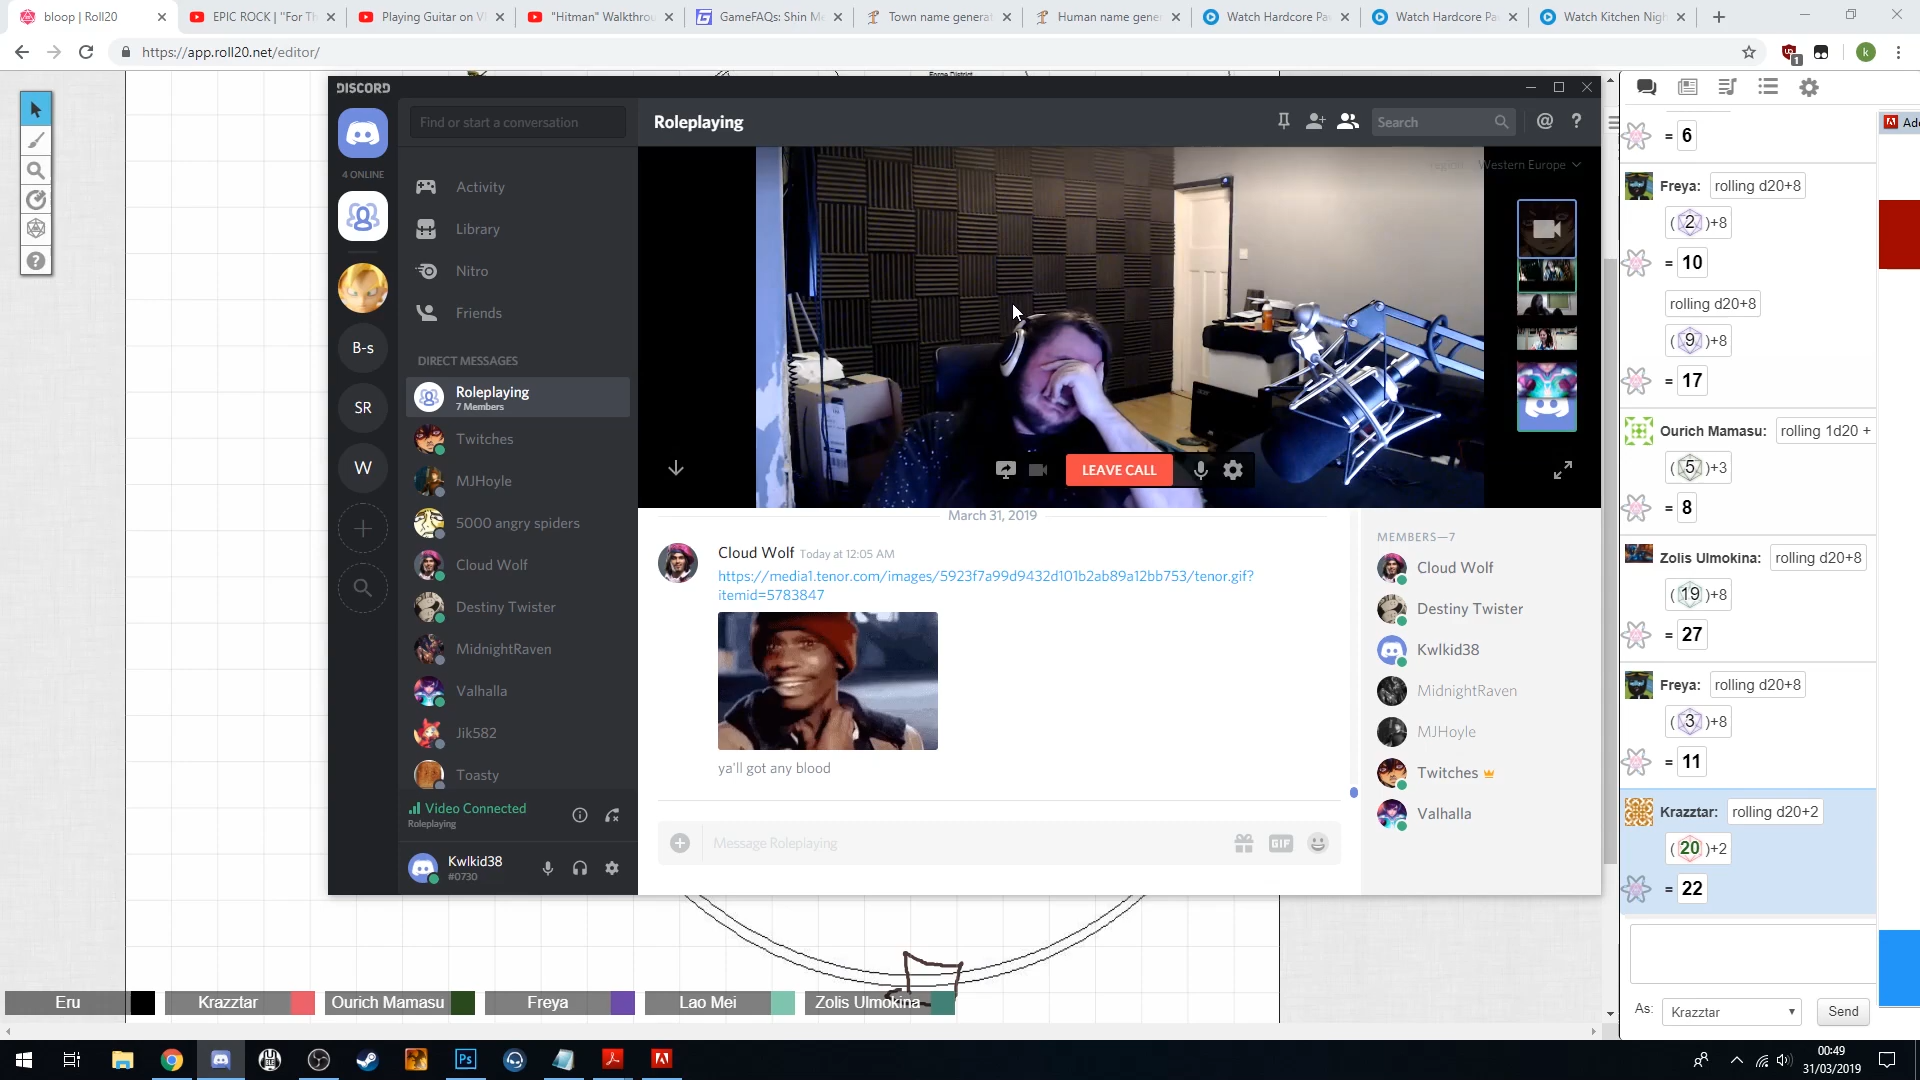 bloop | Roll20
EPIC ROCK | "For Th
Playing Guitar on V
"Hitman" Walkthrou
GameFAQs: Shin M
Town name generat
Human name gener
Watch Hardcore Pa
Watch Hardcore Pa
Watch Kitchen Nigh
https://app.roll20.net/editor/
k
1
Forge District
DISCORD
Find or start a conversation
4 ONLINE
B-s
SR
W
Activity
Library
Nitro
Friends
DIRECT MESSAGES
Roleplaying
7 Members
Twitches
MJHoyle
5000 angry spiders
Cloud Wolf
Destiny Twister
MidnightRaven
Valhalla
Jik582
Toasty
Video Connected
Roleplaying
Kwlkid38
#0730
Roleplaying
Search
region Western Europe
LEAVE CALL
March 31, 2019
Cloud Wolf Today at 12:05 AM
https://media1.tenor.com/images/5923f7a99d9432d101b2ab89a12bb753/tenor.gif?
itemid=5783847
ya'll got any blood
Message Roleplaying
GIF
MEMBERS—7
Cloud Wolf
Destiny Twister
Kwlkid38
MidnightRaven
MJHoyle
Twitches
Valhalla
= 6
Freya: rolling d20+8
(2)+8
= 10
rolling d20+8
(9)+8
= 17
Ourich Mamasu: rolling 1d20 +
(5)+3
= 8
Zolis Ulmokina: rolling d20+8
(19)+8
= 27
Freya: rolling d20+8
(3)+8
= 11
Krazztar: rolling d20+2
(20)+2
= 22
As: Krazztar Send
Ado
Eru
Krazztar
Ourich Mamasu
Freya
Lao Mei
Zolis Ulmokina
Ps
00:49
31/03/2019